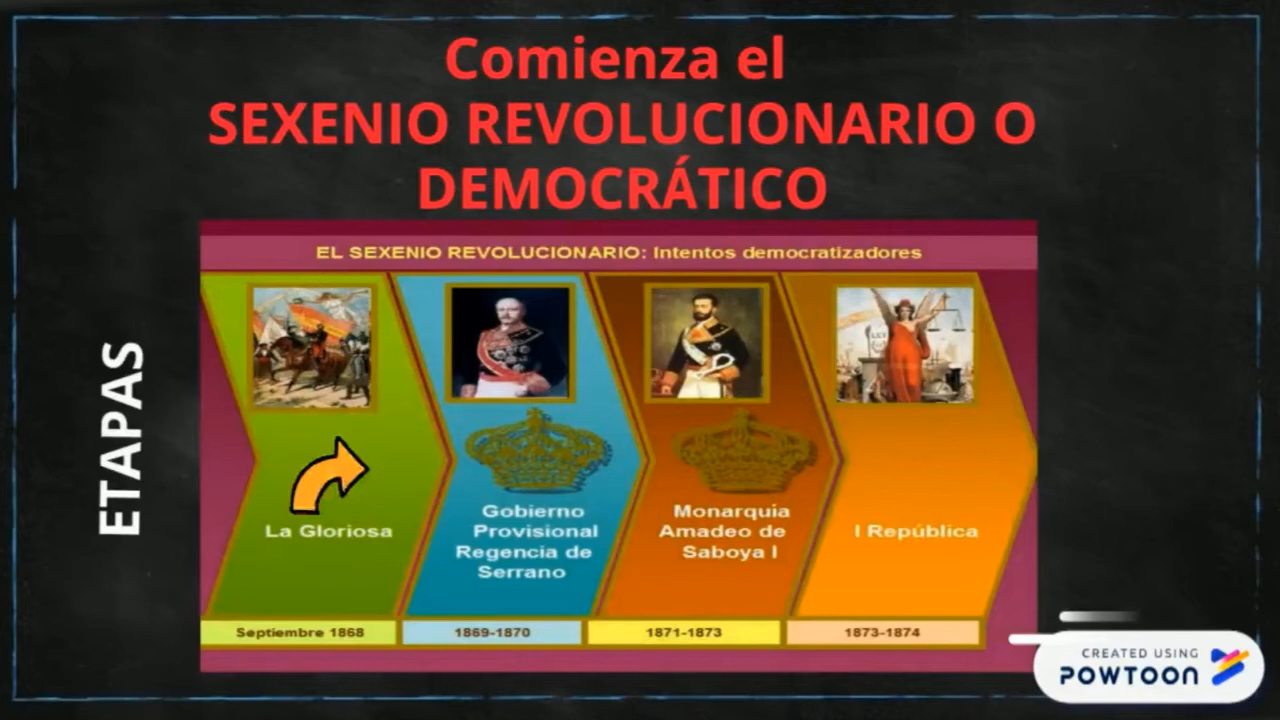 Comienza el
SEXENIO REVOLUCIONARIO O
DEMOCRÁTICO
ETAPAS
EL SEXENIO REVOLUCIONARIO: Intentos democratizadores
La Gloriosa
Gobierno
Provisional
Regencia de
Serrano
Monarquia
Amadeo de
Saboya I
I República
Septiembre 1868
1869-1870
1871-1873
1873-1874
CREATED USING
POWTOON